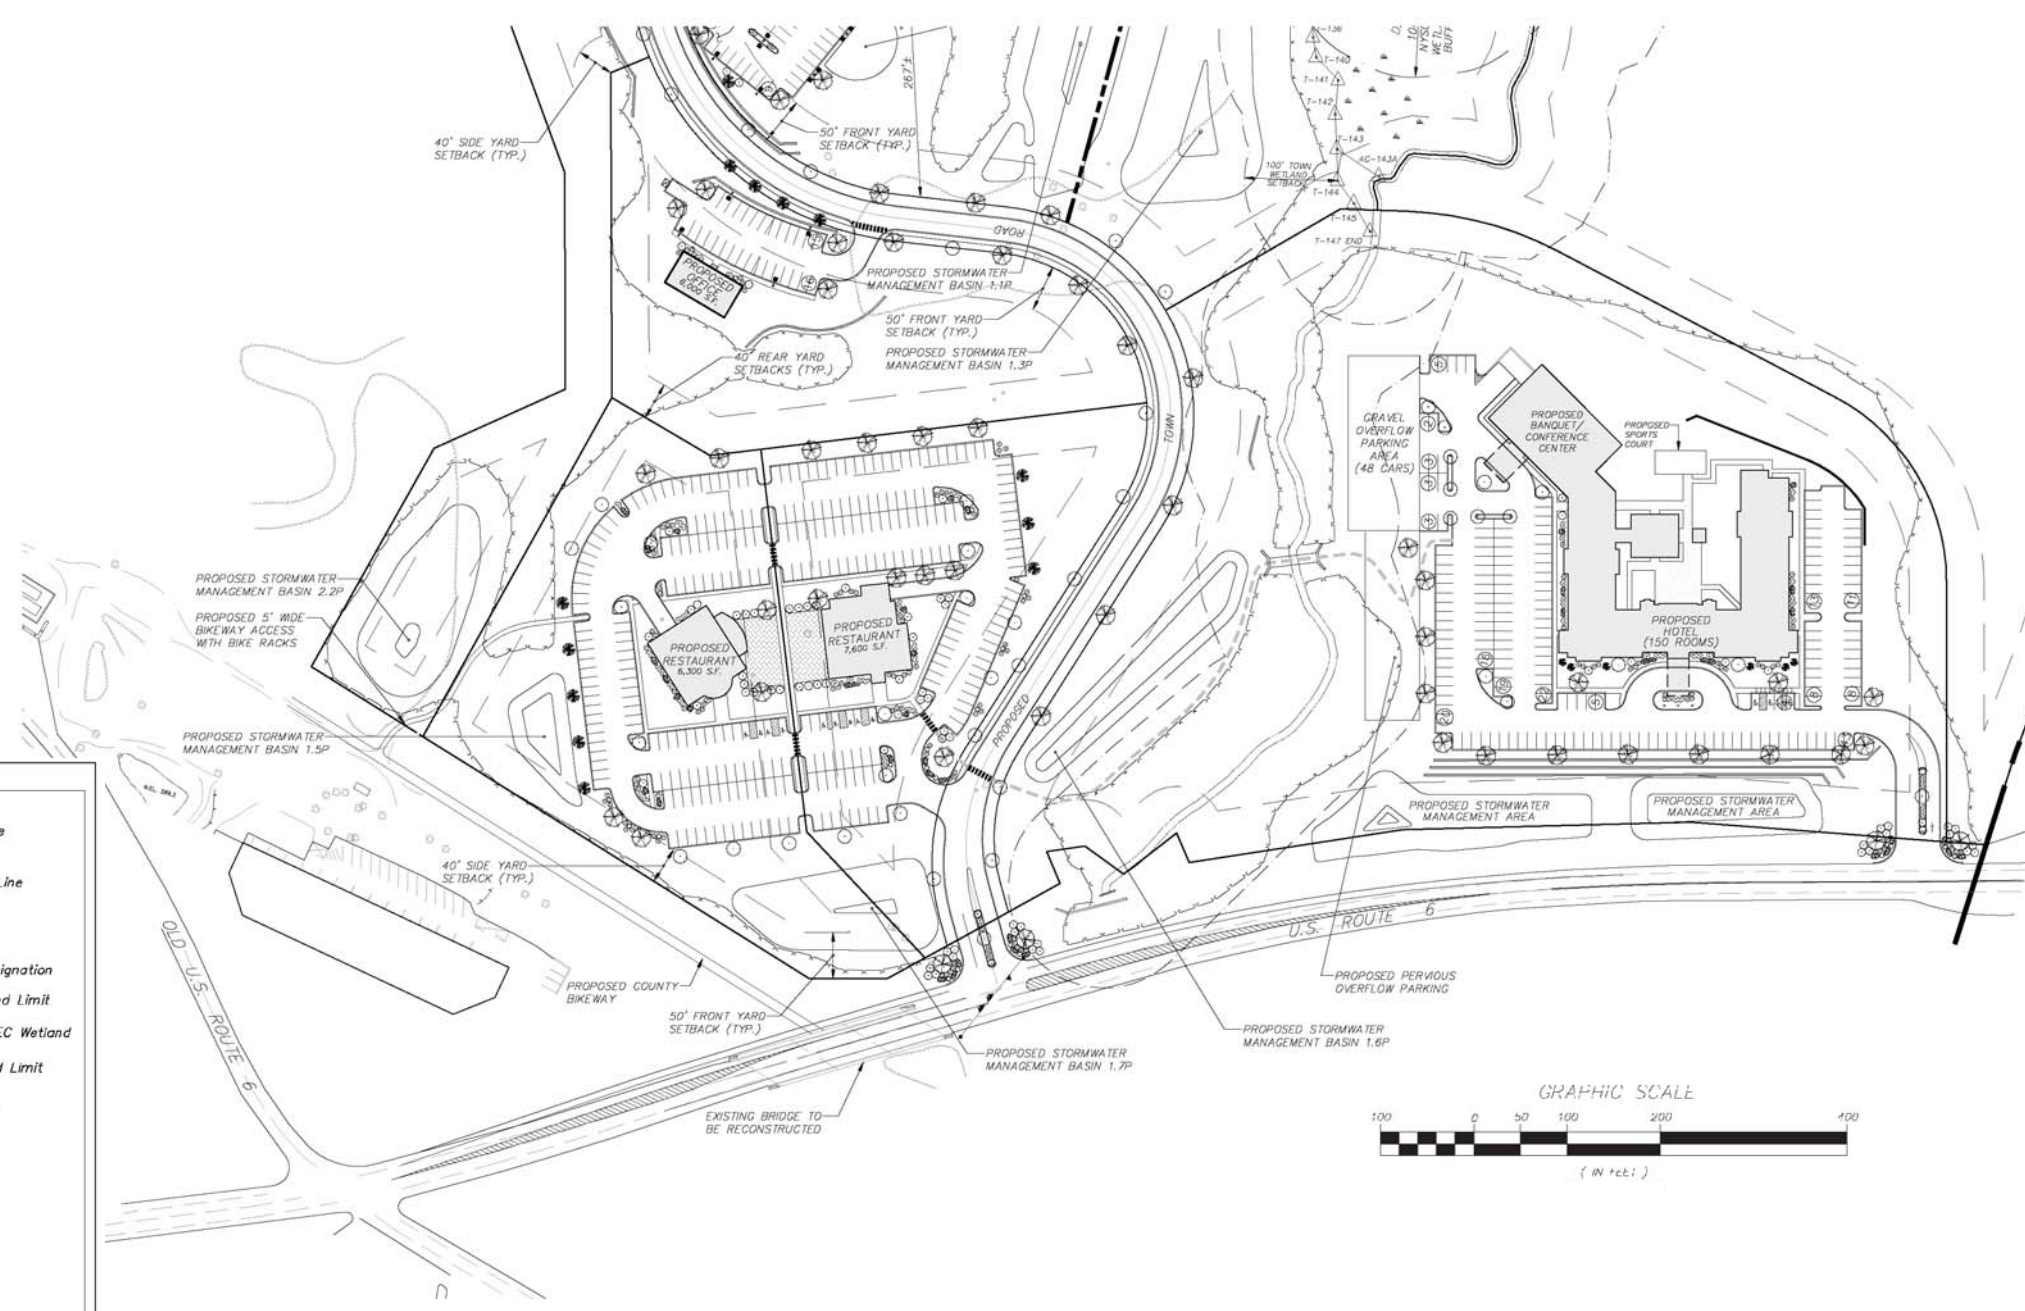 T-136
T-140
T-141
T-142
T-143
AC-143A
T-144
T-145
T-147 END
100' TOWN
WETLAND
SETBACK
267'±
40' SIDE YARD
SETBACK (TYP.)
50' FRONT YARD
SETBACK (TYP.)
ROAD
PROPOSED
OFFICE
6,000 S.F.
PROPOSED STORMWATER
MANAGEMENT BASIN 1.1P
50' FRONT YARD
SETBACK (TYP.)
PROPOSED STORMWATER
MANAGEMENT BASIN 1.3P
40' REAR YARD
SETBACKS (TYP.)
TOWN
GRAVEL
OVERFLOW
PARKING
AREA
(48 CARS)
PROPOSED
BANQUET/
CONFERENCE
CENTER
PROPOSED
SPORTS
COURT
PROPOSED STORMWATER
MANAGEMENT BASIN 2.2P
PROPOSED 5' WIDE
BIKEWAY ACCESS
WITH BIKE RACKS
PROPOSED
RESTAURANT
6,300 S.F.
PROPOSED
RESTAURANT
7,600 S.F.
PROPOSED
HOTEL
(150 ROOMS)
PROPOSED
PROPOSED STORMWATER
MANAGEMENT BASIN 1.5P
PROPOSED STORMWATER
MANAGEMENT AREA
PROPOSED STORMWATER
MANAGEMENT AREA
40' SIDE YARD
SETBACK (TYP.)
U.S. ROUTE 6
OLD U.S. ROUTE 6
PROPOSED COUNTY
BIKEWAY
PROPOSED PERVIOUS
OVERFLOW PARKING
50' FRONT YARD
SETBACK (TYP.)
PROPOSED STORMWATER
MANAGEMENT BASIN 1.6P
PROPOSED STORMWATER
MANAGEMENT BASIN 1.7P
EXISTING BRIDGE TO
BE RECONSTRUCTED
Line
ignation
d Limit
EC Wetland
d Limit
GRAPHIC SCALE
100 0 50 100 200 400
( IN FEET )